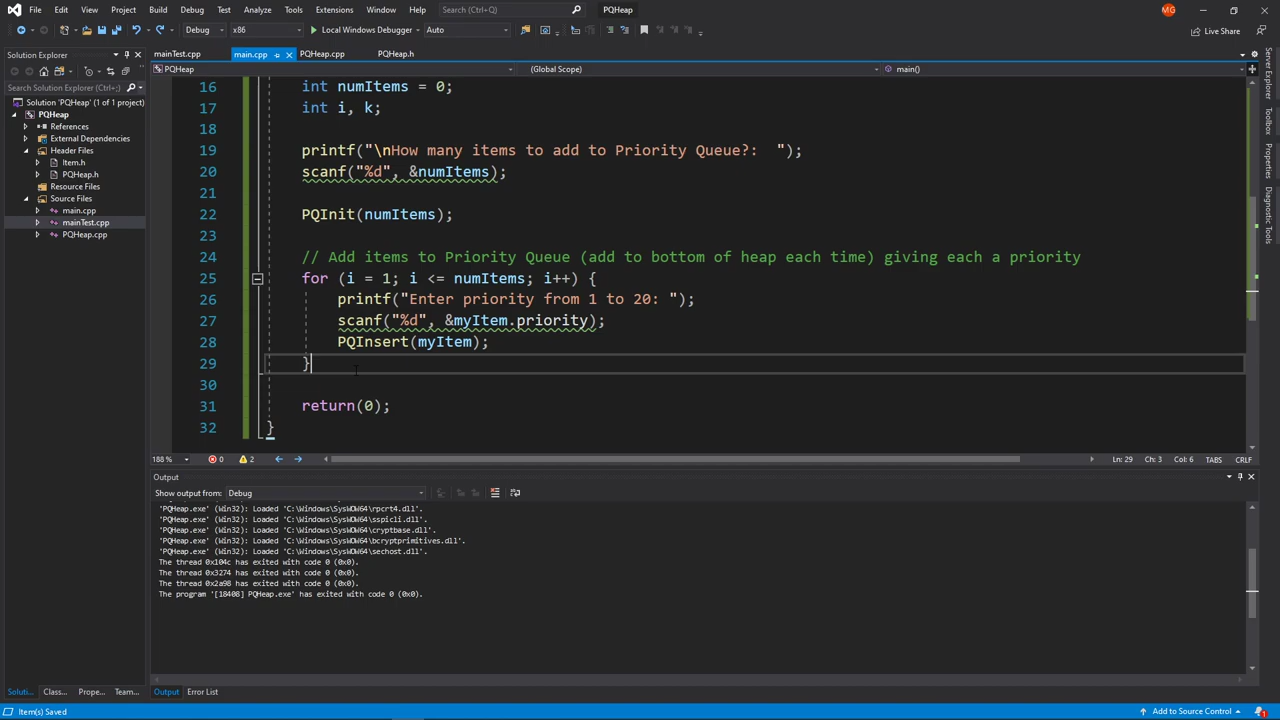 File Edit View Project Build Debug Test Analyze Tools Extensions Window Help Search (Ctrl+Q) PQHeap MG
Debug x86 Local Windows Debugger Auto Live Share
Solution Explorer
Search Solution Explorer (Ctrl+;)
Solution 'PQHeap' (1 of 1 project)
PQHeap
References
External Dependencies
Header Files
Item.h
PQHeap.h
Resource Files
Source Files
main.cpp
mainTest.cpp
PQHeap.cpp
Soluti... Class... Prope... Team...
mainTest.cpp main.cpp PQHeap.cpp PQHeap.h
PQHeap (Global Scope) main()
16 int numItems = 0;
17 int i, k;
18
19 printf("\nHow many items to add to Priority Queue?:  ");
20 scanf("%d", &numItems);
21
22 PQInit(numItems);
23
24 // Add items to Priority Queue (add to bottom of heap each time) giving each a priority
25 for (i = 1; i <= numItems; i++) {
26 printf("Enter priority from 1 to 20: ");
27 scanf("%d", &myItem.priority);
28 PQInsert(myItem);
29 }
30
31 return(0);
32 }
188 % 0 2 Ln: 29 Ch: 3 Col: 6 TABS CRLF
Output
Show output from: Debug
'PQHeap.exe' (Win32): Loaded 'C:\Windows\SysWOW64\rpcrt4.dll'.
'PQHeap.exe' (Win32): Loaded 'C:\Windows\SysWOW64\sspicli.dll'.
'PQHeap.exe' (Win32): Loaded 'C:\Windows\SysWOW64\cryptbase.dll'.
'PQHeap.exe' (Win32): Loaded 'C:\Windows\SysWOW64\bcryptprimitives.dll'.
'PQHeap.exe' (Win32): Loaded 'C:\Windows\SysWOW64\sechost.dll'.
The thread 0x104c has exited with code 0 (0x0).
The thread 0x3274 has exited with code 0 (0x0).
The thread 0x2a98 has exited with code 0 (0x0).
The program '[18408] PQHeap.exe' has exited with code 0 (0x0).
Output Error List
Server Explorer
Toolbox
Properties
Diagnostic Tools
Item(s) Saved Add to Source Control 1